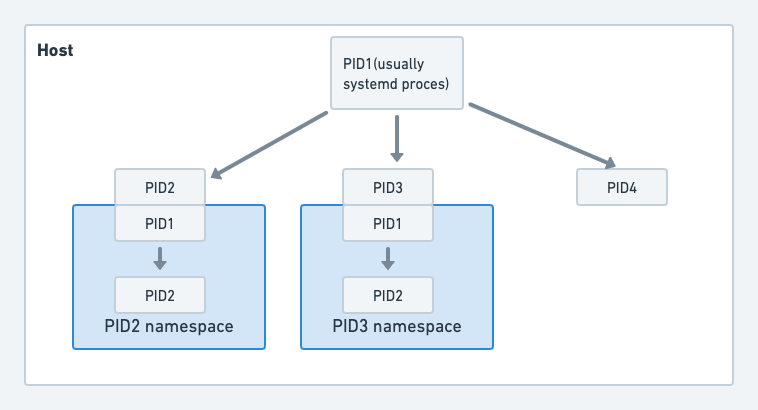 Host
PID1(usually
systemd proces)
PID2
PID3
PID4
PID1
PID1
PID2
PID2
PID2 namespace
PID3 namespace